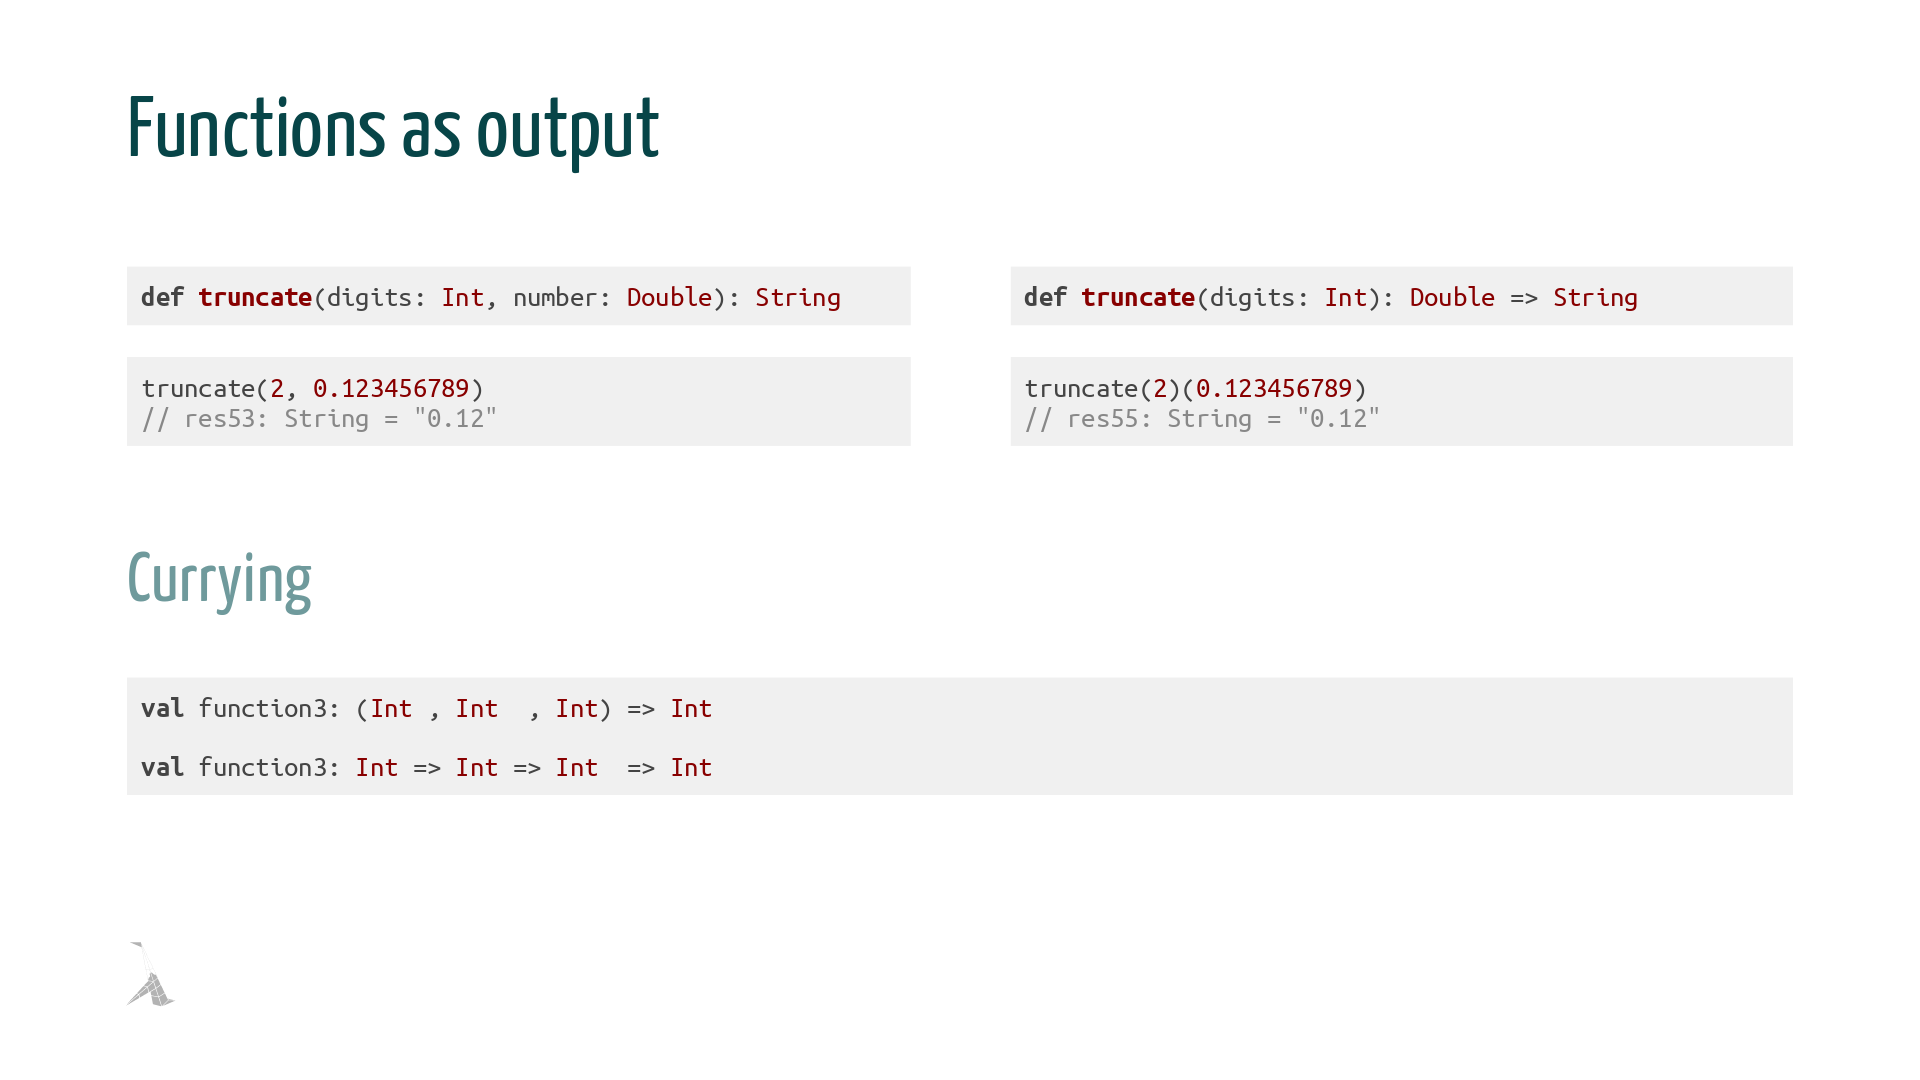 Functions as output
def truncate(digits: Int, number: Double): String
truncate(2, 0.123456789)
// res53: String = "0.12"
def truncate(digits: Int): Double => String
truncate(2)(0.123456789)
// res55: String = "0.12"
Currying
val function3: (Int , Int  , Int) => Int
val function3: Int => Int => Int  => Int